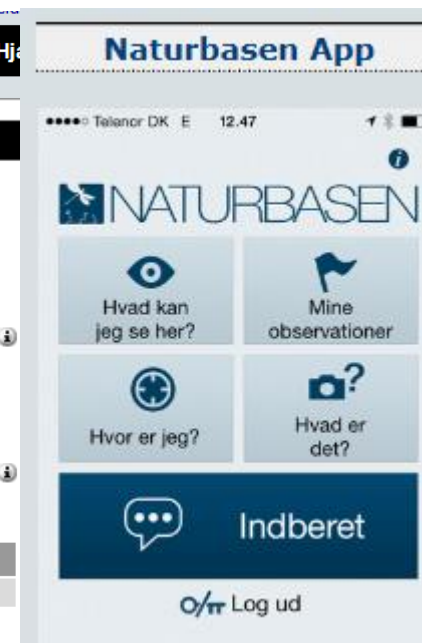 Hj
Naturbasen App
Telenor DK E 12.47
NATURBASEN
Hvad kan
jeg se her?
Mine
observationer
Hvor er jeg?
Hvad er
det?
Indberet
Log ud